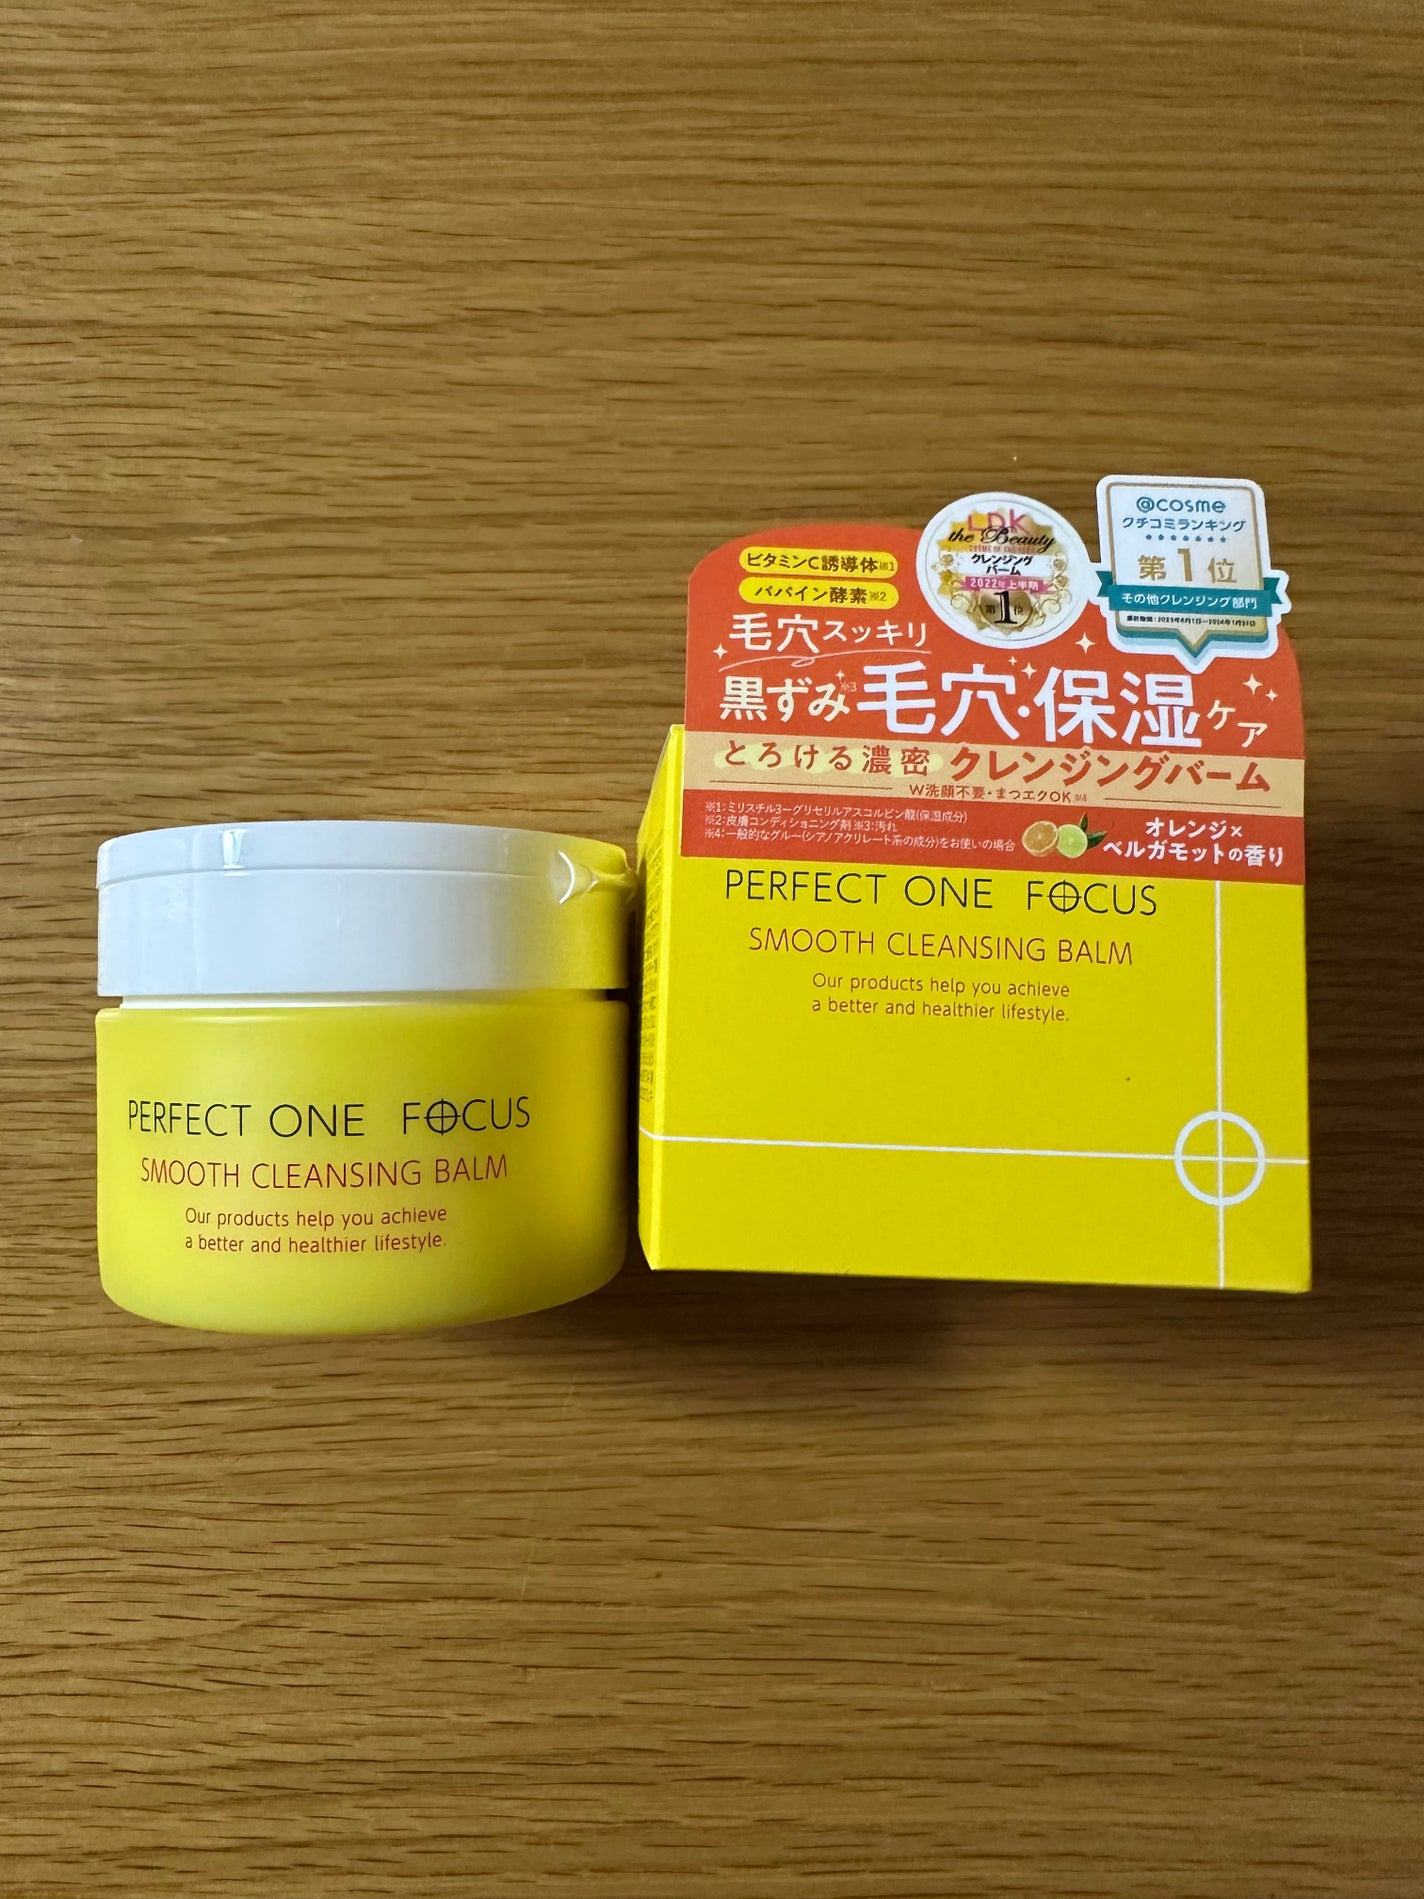 PERFECT ONE FOCUS
SMOOTH CLEANSING BALM
Our products help you achieve
a better and healthier lifestyle.
ビタミンC誘導体※1
パパイン酵素※2
毛穴スッキリ
黒ずみ※3毛穴・保湿ケア
とろける濃密 クレンジングバーム
W洗顔不要・まつエクOK※4
※1:ミリスチル3-グリセリルアスコルビン酸(保湿成分)
※2:皮膚コンディショニング剤 ※3:汚れ
※4:一般的なグルー(シアノアクリレート系の成分)をお使いの場合
オレンジ×
ベルガモットの香り
LDK
the Beauty
クレンジング
バーム
2022年上半期
第1位
@cosme
クチコミランキング
第1位
その他クレンジング部門
PERFECT ONE FOCUS
SMOOTH CLEANSING BALM
Our products help you achieve
a better and healthier lifestyle.